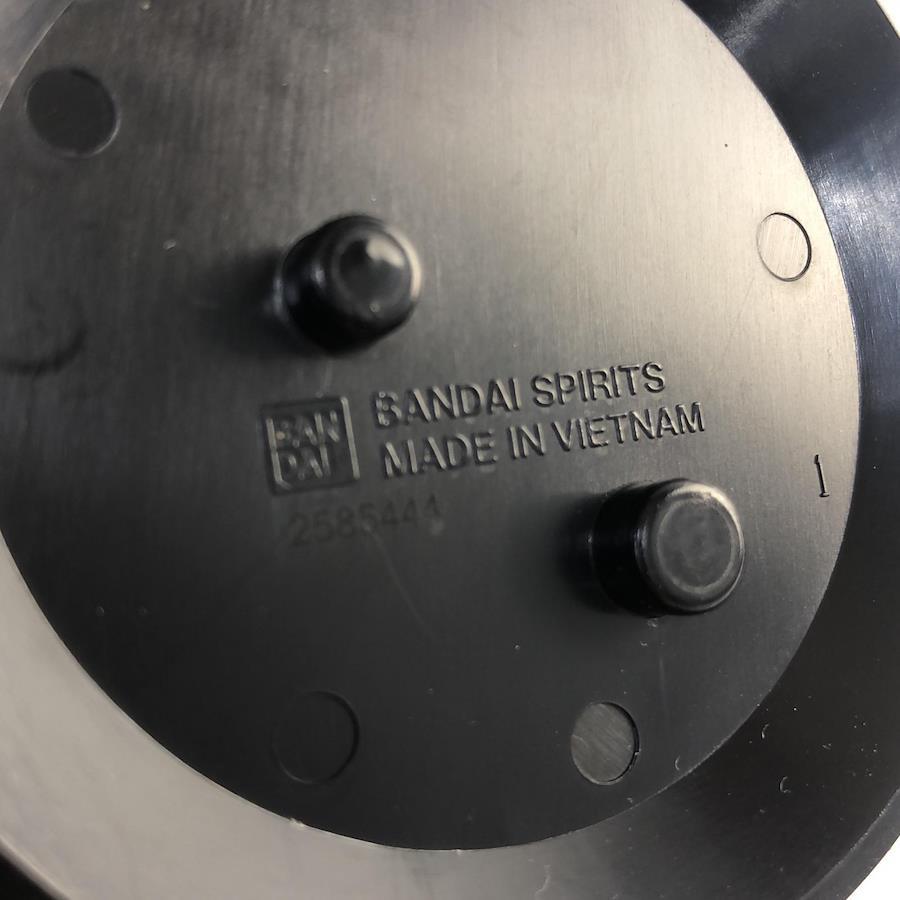 BAN
DAI
BANDAI SPIRITS
MADE IN VIETNAM
2585444
1